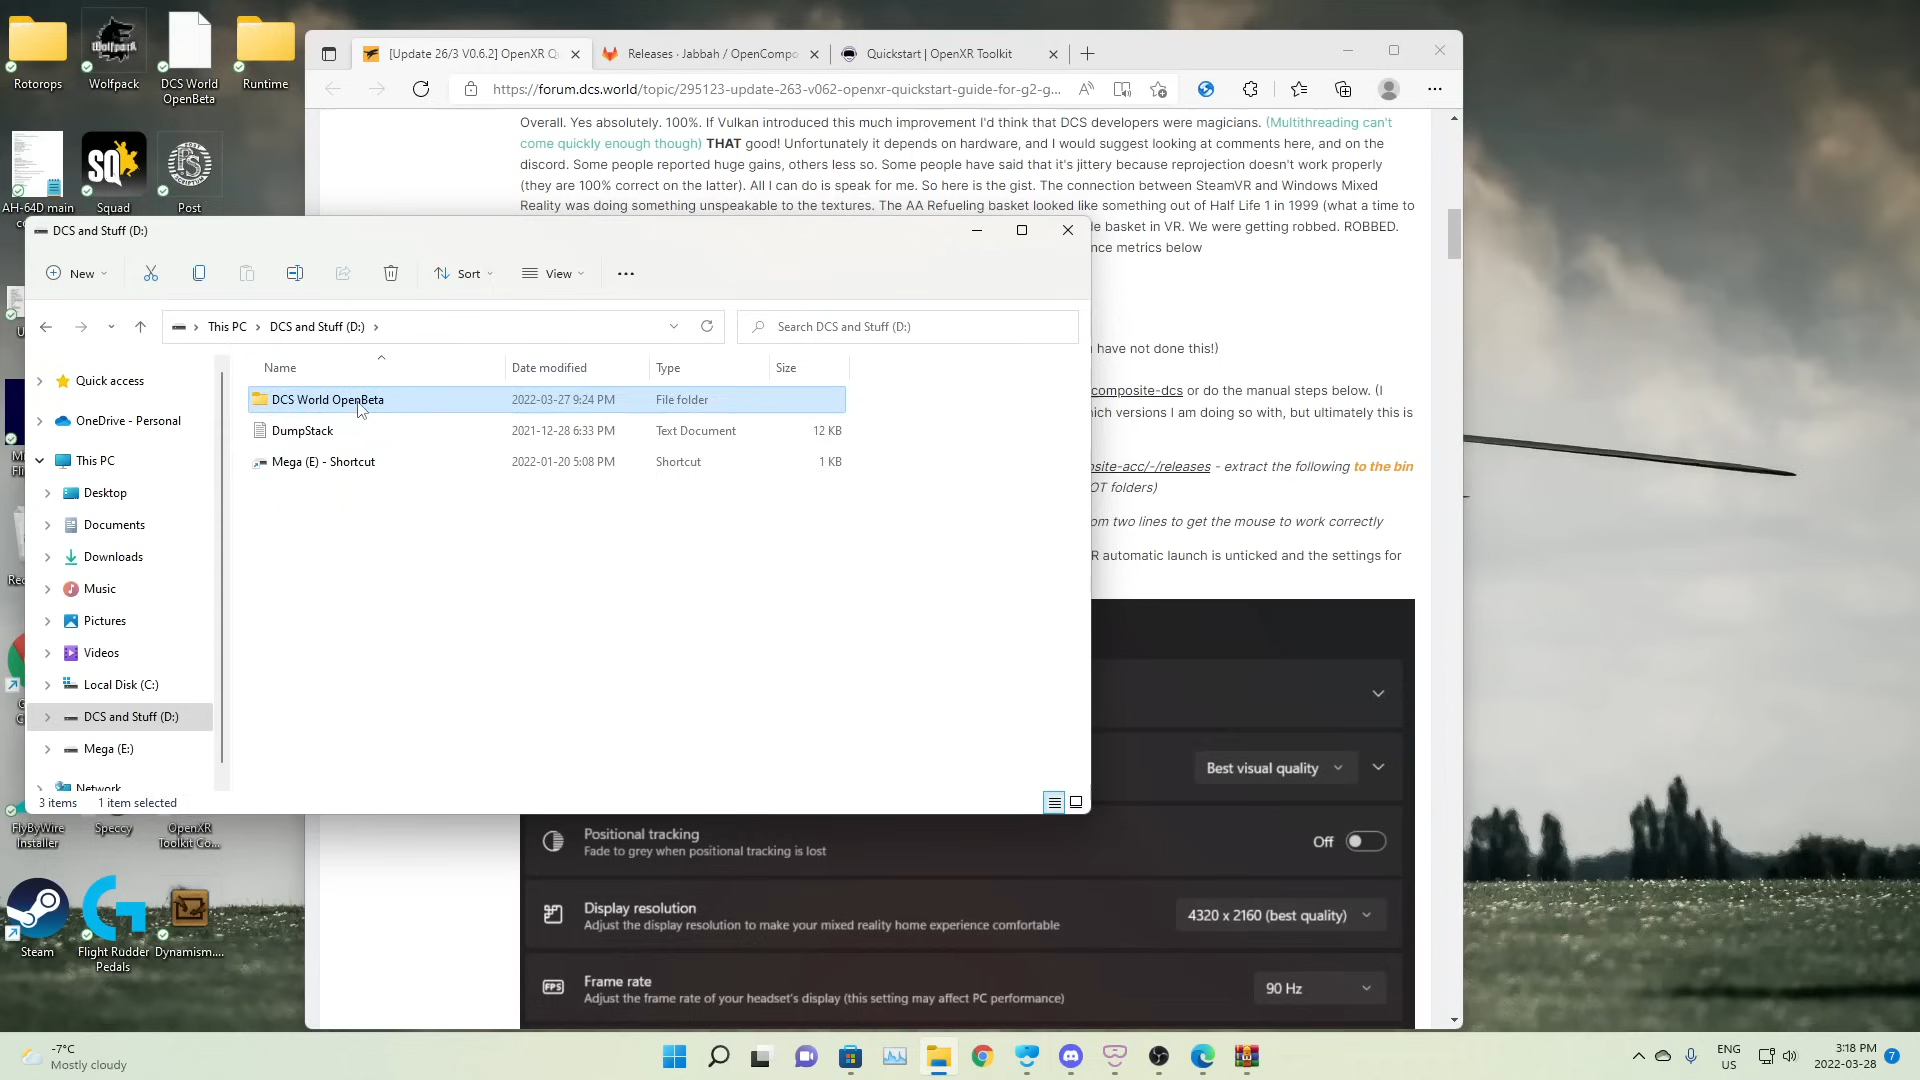 Rotorops
Wolfpack
DCS World
OpenBeta
Runtime
AH-64D main
Squad
Post
FlyByWire
Installer
Speccy
OpenXR
Toolkit Co...
Steam
Flight Rudder
Pedals
Dynamism....
[Update 26/3 V0.6.2] OpenXR Q
Releases · Jabbah / OpenCompo
Quickstart | OpenXR Toolkit
https://forum.dcs.world/topic/295123-update-263-v062-openxr-quickstart-guide-for-g2-g...
Overall. Yes absolutely. 100%. If Vulkan introduced this much improvement I'd think that DCS developers were magicians. (Multithreading can't
come quickly enough though) THAT good! Unfortunately it depends on hardware, and I would suggest looking at comments here, and on the
discord. Some people reported huge gains, others less so. Some people have said that it's jittery because reprojection doesn't work properly
(they are 100% correct on the latter). All I can do is speak for me. So here is the gist. The connection between SteamVR and Windows Mixed
Reality was doing something unspeakable to the textures. The AA Refueling basket looked like something out of Half Life 1 in 1999 (what a time to
le basket in VR. We were getting robbed. ROBBED.
nce metrics below
have not done this!)
composite-dcs or do the manual steps below. (I
ich versions I am doing so with, but ultimately this is
osite-acc/-/releases - extract the following to the bin
OT folders)
om two lines to get the mouse to work correctly
R automatic launch is unticked and the settings for
Best visual quality
Positional tracking
Fade to grey when positional tracking is lost
Off
Display resolution
Adjust the display resolution to make your mixed reality home experience comfortable
4320 x 2160 (best quality)
FPS
Frame rate
Adjust the frame rate of your headset's display (this setting may affect PC performance)
90 Hz
DCS and Stuff (D:)
New
Sort
View
This PC > DCS and Stuff (D:) >
Search DCS and Stuff (D:)
Name
Date modified
Type
Size
DCS World OpenBeta
2022-03-27 9:24 PM
File folder
DumpStack
2021-12-28 6:33 PM
Text Document
12 KB
Mega (E) - Shortcut
2022-01-20 5:08 PM
Shortcut
1 KB
Quick access
OneDrive - Personal
This PC
Desktop
Documents
Downloads
Music
Pictures
Videos
Local Disk (C:)
DCS and Stuff (D:)
Mega (E:)
Network
3 items
1 item selected
-7°C
Mostly cloudy
ENG
US
3:18 PM
2022-03-28
7